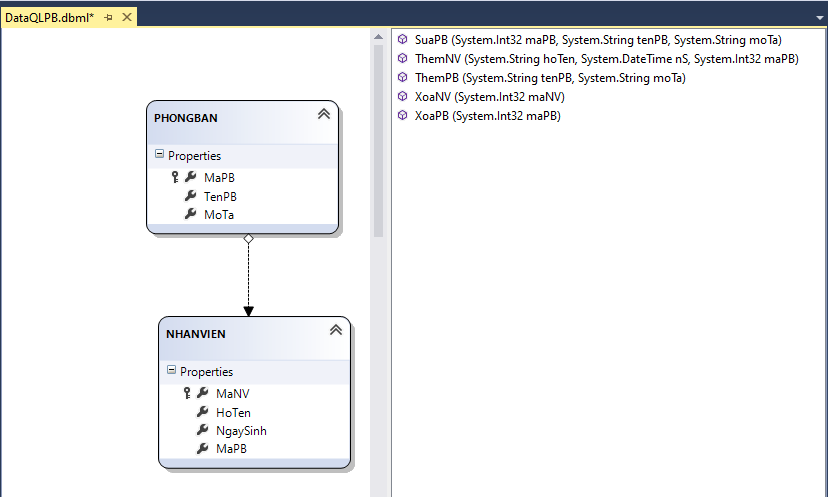 DataQLPB.dbml*
PHONGBAN
Properties
MaPB
TenPB
MoTa
NHANVIEN
Properties
MaNV
HoTen
NgaySinh
MaPB
SuaPB (System.Int32 maPB, System.String tenPB, System.String moTa)
ThemNV (System.String hoTen, System.DateTime nS, System.Int32 maPB)
ThemPB (System.String tenPB, System.String moTa)
XoaNV (System.Int32 maNV)
XoaPB (System.Int32 maPB)